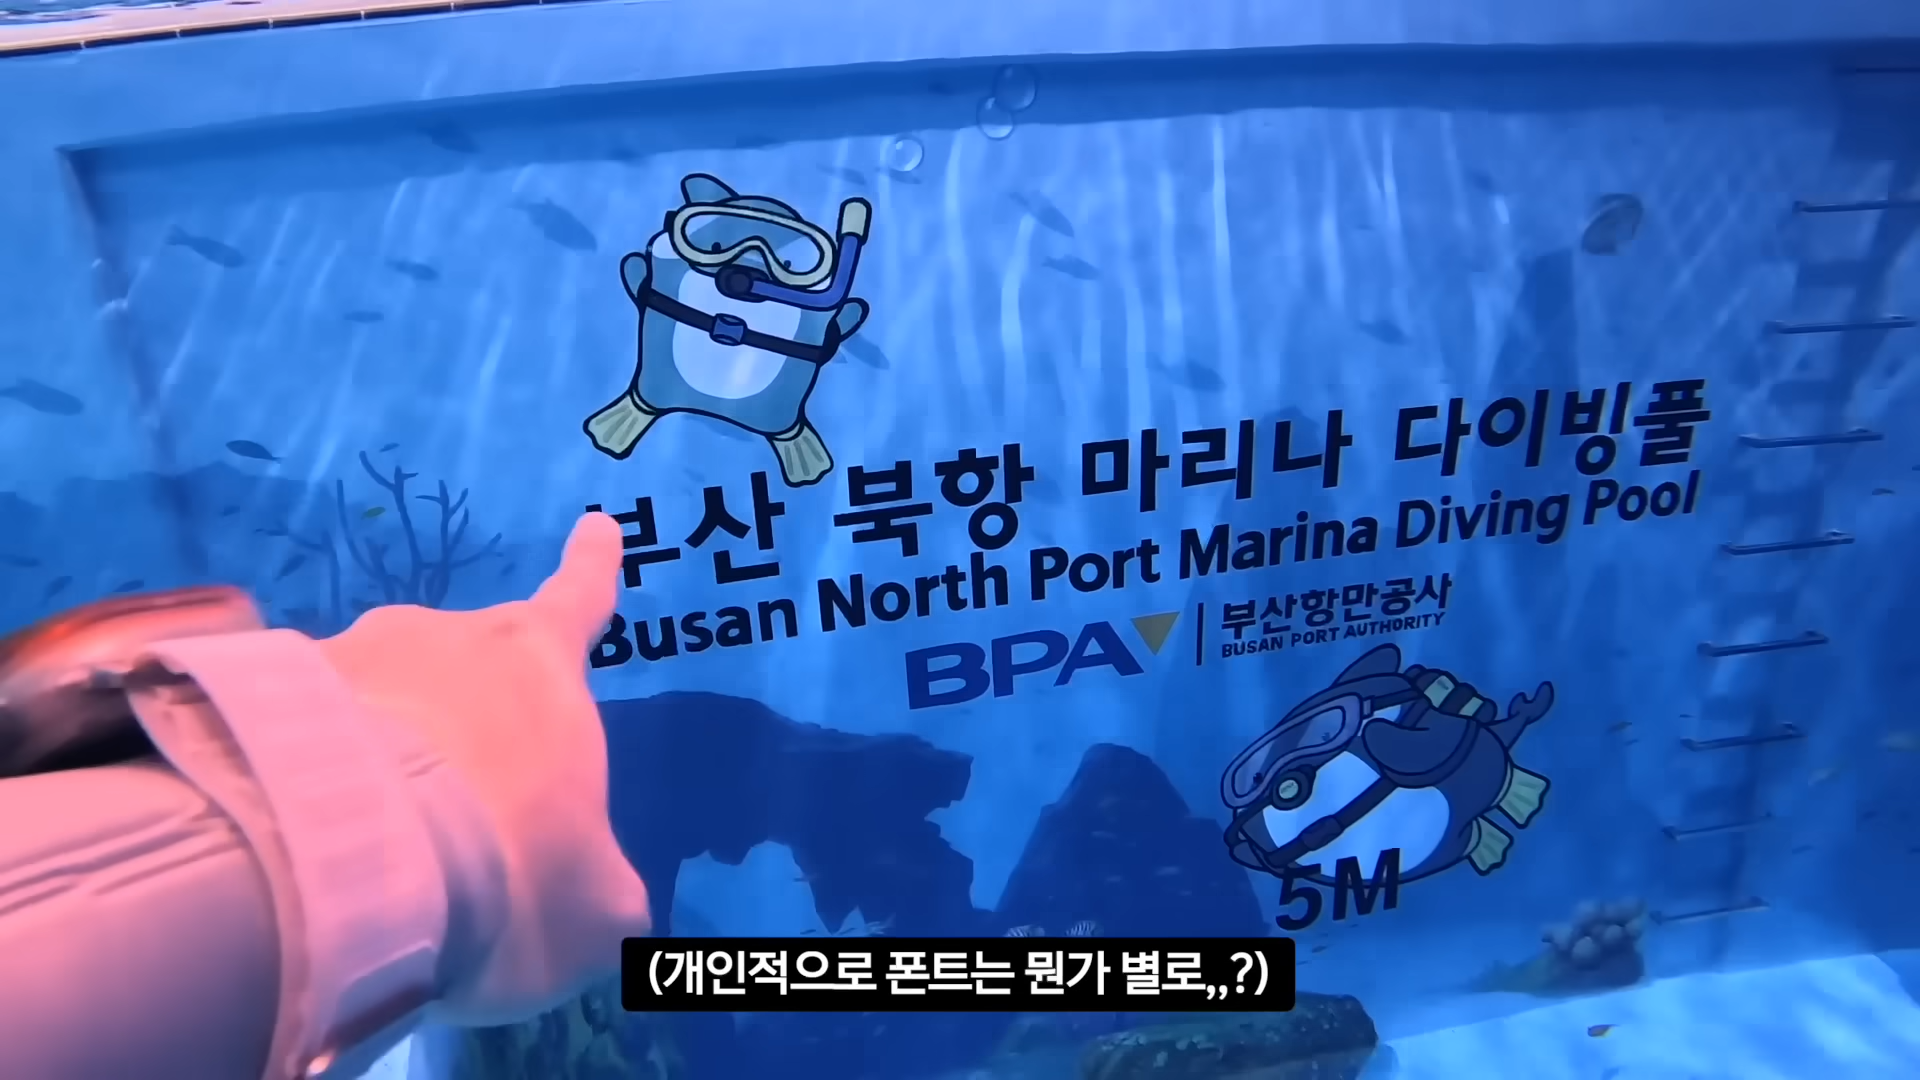 부산 북항 마리나 다이빙풀
Busan North Port Marina Diving Pool
BPA
부산항만공사
BUSAN PORT AUTHORITY
5M
(개인적으로 폰트는 뭔가 별로,,?)